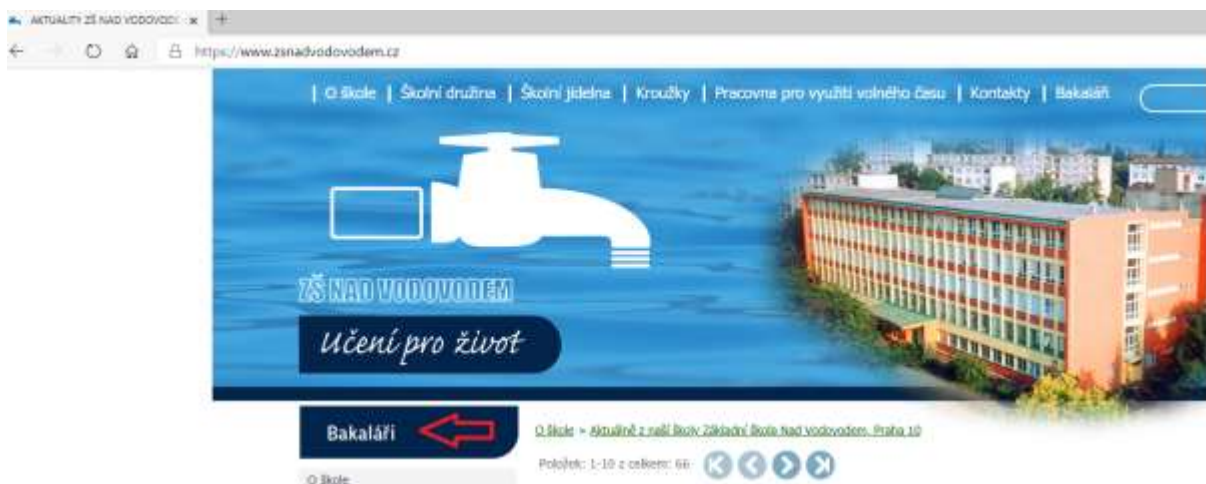 AKTUALITY ZŠ NAD VODOVOD
https://www.zsnadvodovodem.cz
| O škole | Školní družina | Školní jídelna | Kroužky | Pracovna pro využití volného času | Kontakty | Bakaláři
ZŠ NAD VODOVODEM
Učení pro život
Bakaláři
O škole » Aktuálně z naší školy Základní škola Nad Vodovodem, Praha 10
Položek: 1-10 z celkem: 66
O škole